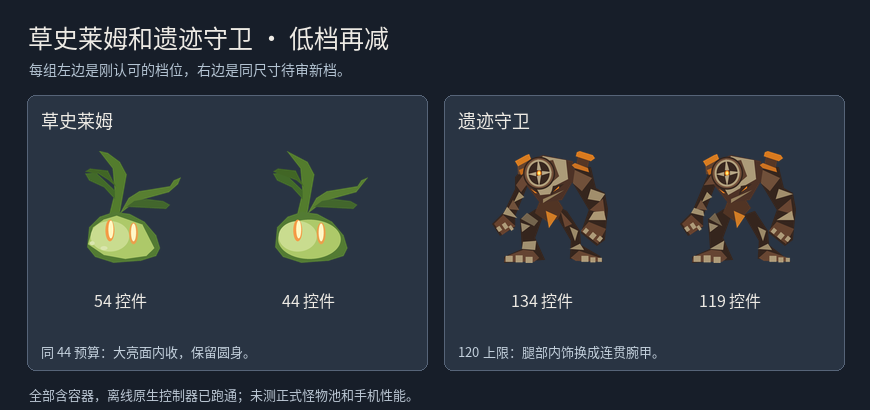 草史莱姆和遗迹守卫 · 低档再减
每组左边是刚认可的档位，右边是同尺寸待审新档。
草史莱姆
54 控件
44 控件
同 44 预算：大亮面内收，保留圆身。
遗迹守卫
134 控件
119 控件
120 上限：腿部内饰换成连贯腕甲。
全部含容器，离线原生控制器已跑通；未测正式怪物池和手机性能。